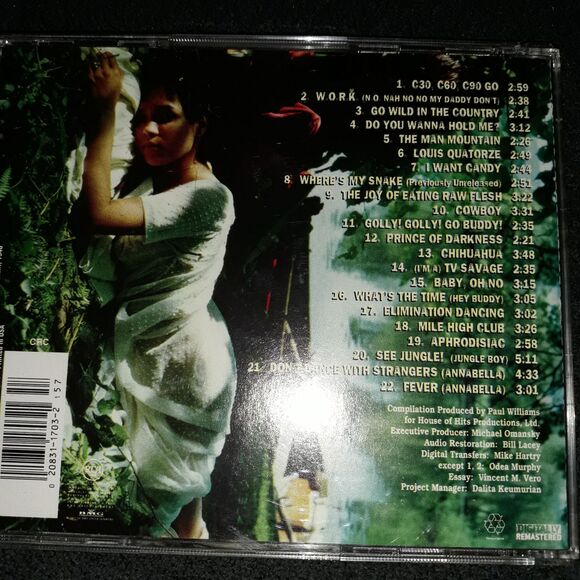 1. C30, C60, C90 GO 2:59
2. W.O.R.K. (N.O. NAH NO NO MY DADDY DON'T) 2:38
3. GO WILD IN THE COUNTRY 2:41
4. DO YOU WANNA HOLD ME? 3:12
5. THE MAN MOUNTAIN 2:26
6. LOUIS QUATORZE 2:49
7. I WANT CANDY 2:44
8. WHERE'S MY SNAKE (Previously Unreleased) 2:51
9. THE JOY OF EATING RAW FLESH 3:22
10. COWBOY 3:31
11. GOLLY! GOLLY! GO BUDDY! 2:35
12. PRINCE OF DARKNESS 2:21
13. CHIHUAHUA 3:48
14. (I'M A) TV SAVAGE 2:35
15. BABY, OH NO 3:15
16. WHAT'S THE TIME (HEY BUDDY) 3:05
17. ELIMINATION DANCING 3:02
18. MILE HIGH CLUB 3:26
19. APHRODISIAC 2:58
20. SEE JUNGLE! (JUNGLE BOY) 5:11
21. DON'T DANCE WITH STRANGERS (ANNABELLA) 4:33
22. FEVER (ANNABELLA) 3:01
Compilation Produced by Paul Williams
for House of Hits Productions, Ltd.
Executive Producer: Michael Omansky
Audio Restoration: Bill Lacey
Digital Transfers: Mike Hartry
except 1, 2: Odea Murphy
Essay: Vincent M. Vero
Project Manager: Dalita Keumurian
DIGITALLY
REMASTERED
CRC
0 20831-1703-2 157
BMG